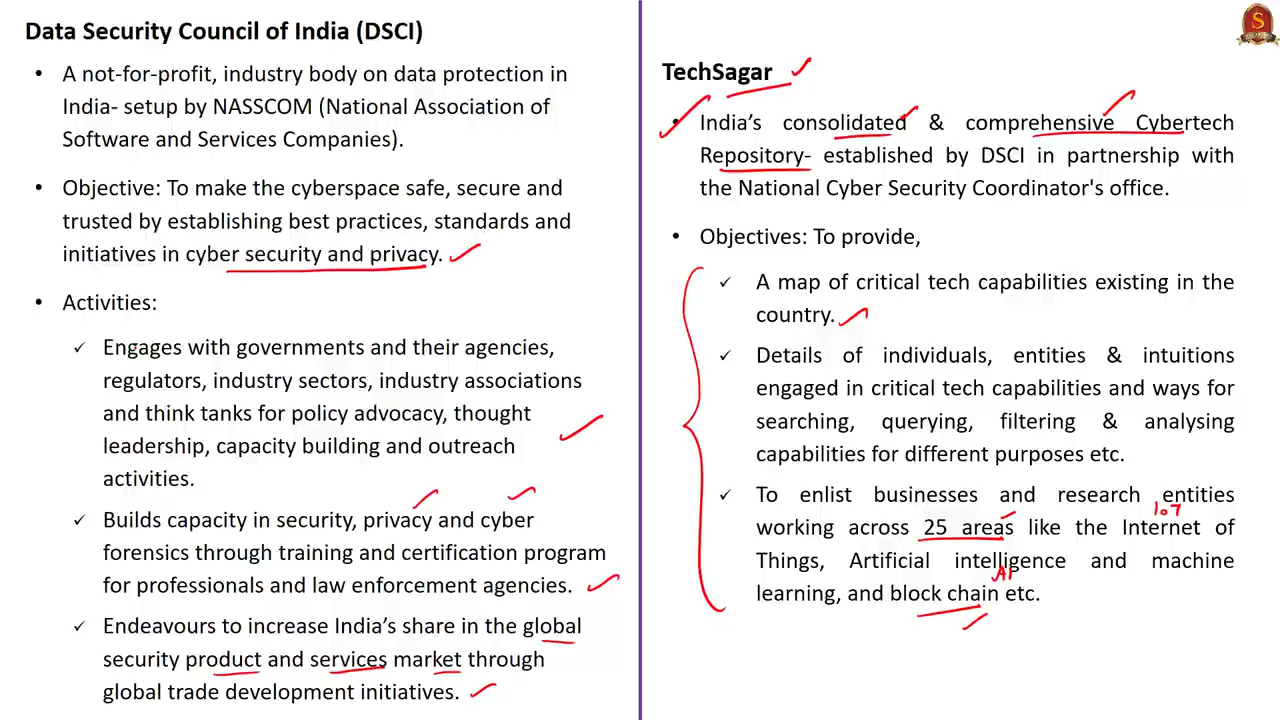 Data Security Council of India (DSCI)
• A not-for-profit, industry body on data protection in
India- setup by NASSCOM (National Association of
Software and Services Companies).
• Objective: To make the cyberspace safe, secure and
trusted by establishing best practices, standards and
initiatives in cyber security and privacy.
• Activities:
✓ Engages with governments and their agencies,
regulators, industry sectors, industry associations
and think tanks for policy advocacy, thought
leadership, capacity building and outreach
activities.
✓ Builds capacity in security, privacy and cyber
forensics through training and certification program
for professionals and law enforcement agencies.
✓ Endeavours to increase India's share in the global
security product and services market through
global trade development initiatives.
TechSagar
• India's consolidated & comprehensive Cybertech
Repository- established by DSCI in partnership with
the National Cyber Security Coordinator's office.
• Objectives: To provide,
✓ A map of critical tech capabilities existing in the
country.
✓ Details of individuals, entities & intuitions
engaged in critical tech capabilities and ways for
searching, querying, filtering & analysing
capabilities for different purposes etc.
✓ To enlist businesses and research entities
IoT
working across 25 areas like the Internet of
Things, Artificial intelligence and machine
AI
learning, and block chain etc.
S